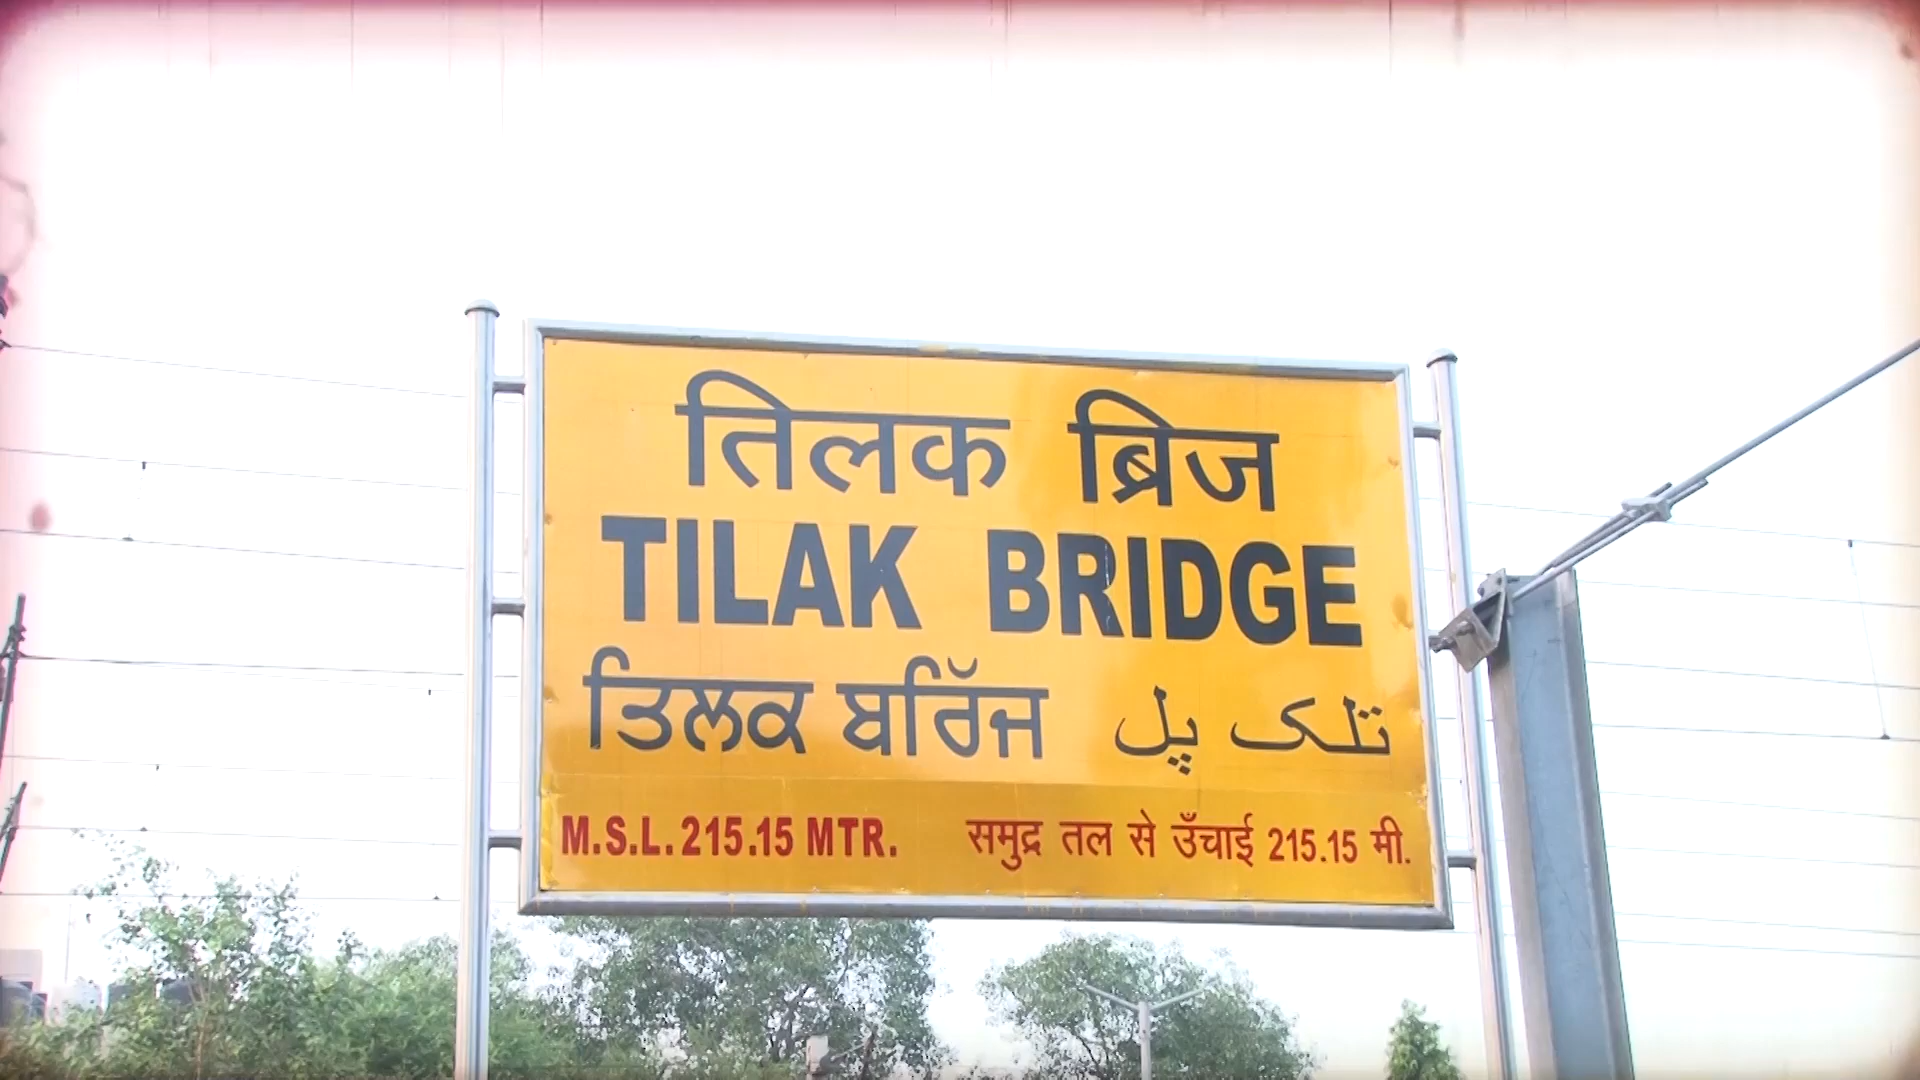 तिलक ब्रिज
TILAK BRIDGE
ਤਿਲਕ ਬਰਿੱਜ تلک پل
M.S.L. 215.15 MTR. समुद्र तल से उँचाई 215.15 मी.